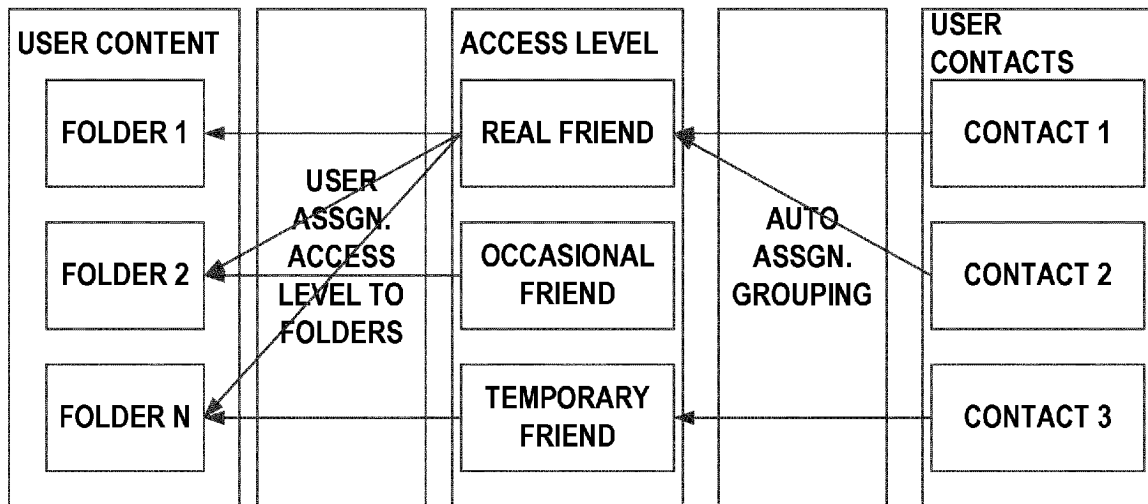 USER CONTENT
FOLDER 1
FOLDER 2
FOLDER N
USER
ASSGN.
ACCESS
LEVEL TO
FOLDERS
ACCESS LEVEL
REAL FRIEND
OCCASIONAL
FRIEND
TEMPORARY
FRIEND
AUTO
ASSGN.
GROUPING
USER
CONTACTS
CONTACT 1
CONTACT 2
CONTACT 3